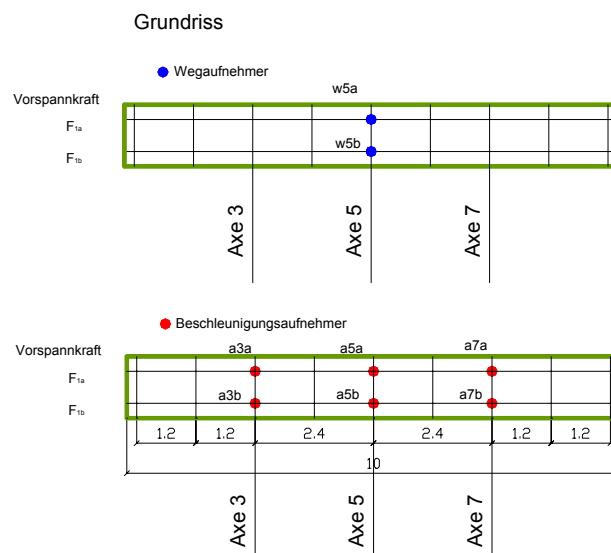 Grundriss
Wegaufnehmer
w5a
Vorspannkraft
F1a
w5b
F1b
Axe 3
Axe 5
Axe 7
Beschleunigungsaufnehmer
Vorspannkraft
a3a
a5a
a7a
F1a
a3b
a5b
a7b
F1b
1.2
1.2
2.4
2.4
1.2
1.2
10
Axe 3
Axe 5
Axe 7